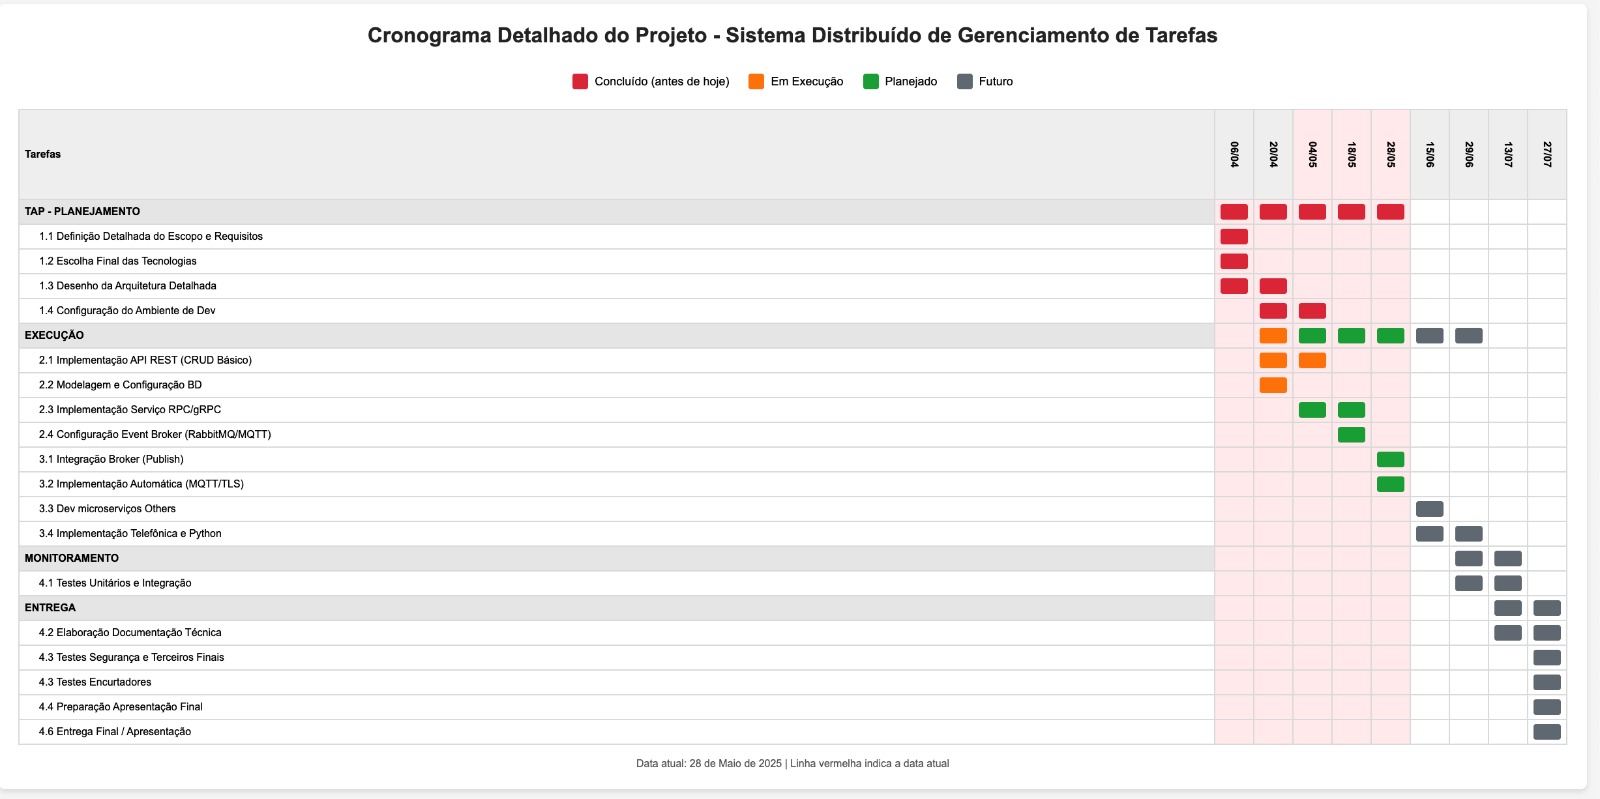 Cronograma Detalhado do Projeto - Sistema Distribuído de Gerenciamento de Tarefas
Concluído (antes de hoje) Em Execução Planejado Futuro
Tarefas 06/04 20/04 04/05 18/05 28/05 15/06 29/06 13/07 27/07
TAP - PLANEJAMENTO
1.1 Definição Detalhada do Escopo e Requisitos
1.2 Escolha Final das Tecnologias
1.3 Desenho da Arquitetura Detalhada
1.4 Configuração do Ambiente de Dev
EXECUÇÃO
2.1 Implementação API REST (CRUD Básico)
2.2 Modelagem e Configuração BD
2.3 Implementação Serviço RPC/gRPC
2.4 Configuração Event Broker (RabbitMQ/MQTT)
3.1 Integração Broker (Publish)
3.2 Implementação Automática (MQTT/TLS)
3.3 Dev microserviços Others
3.4 Implementação Telefônica e Python
MONITORAMENTO
4.1 Testes Unitários e Integração
ENTREGA
4.2 Elaboração Documentação Técnica
4.3 Testes Segurança e Terceiros Finais
4.3 Testes Encurtadores
4.4 Preparação Apresentação Final
4.6 Entrega Final / Apresentação
Data atual: 28 de Maio de 2025 | Linha vermelha indica a data atual